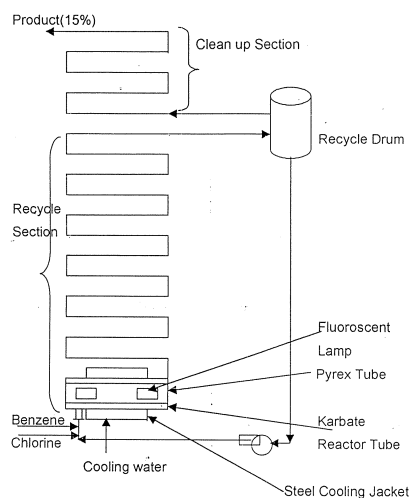 Product(15%)
Clean up Section
Recycle Drum
Recycle
Section
Fluoroscent
Lamp
Pyrex Tube
Benzene
Chlorine
Karbate
Reactor Tube
Cooling water
Steel Cooling Jacket